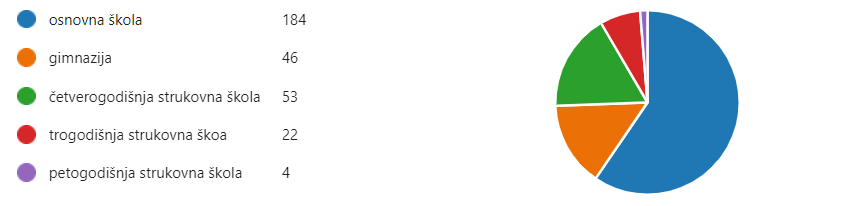 osnovna škola 184
gimnazija 46
četverogodišnja strukovna škola 53
trogodišnja strukovna škoa 22
petogodišnja strukovna škola 4